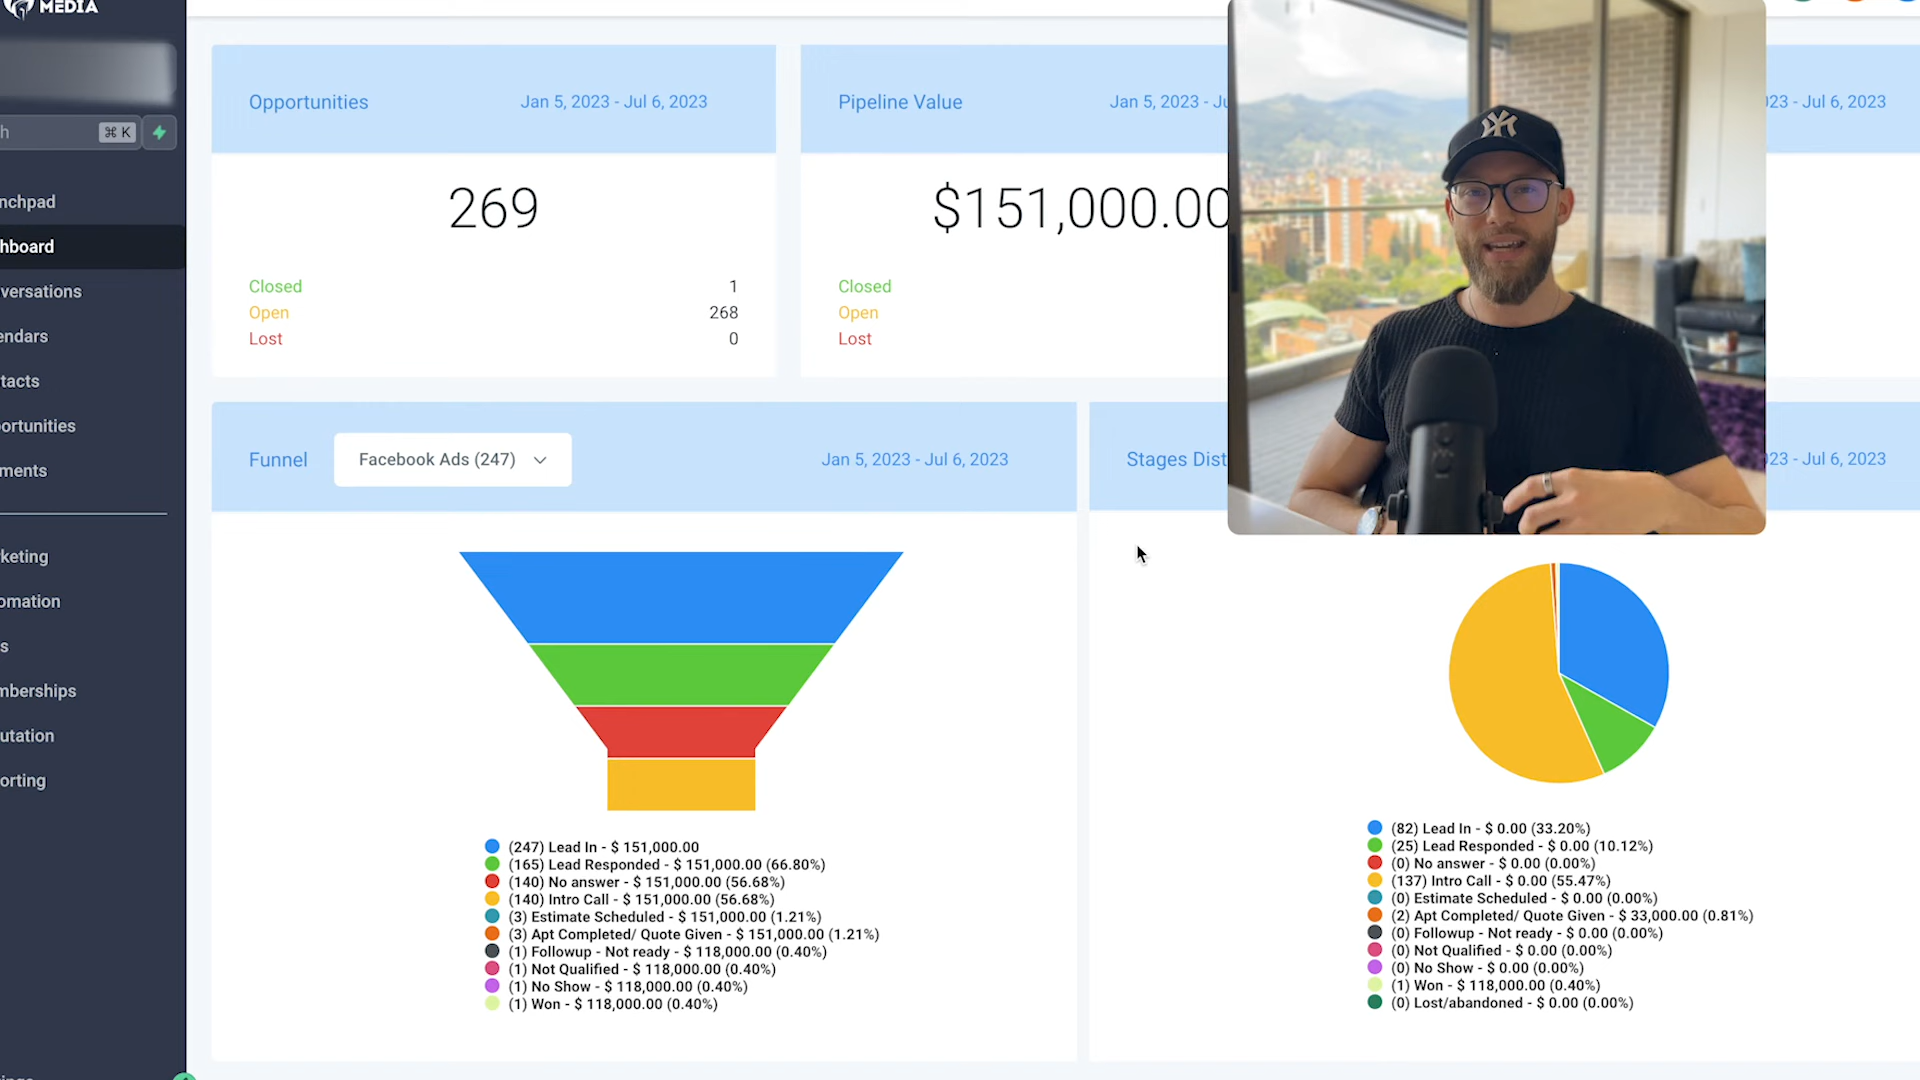 MEDIA
h ⌘ K
nchpad
hboard
versations
endars
tacts
ortunities
ments
keting
omation
s
mberships
utation
orting
Opportunities Jan 5, 2023 - Jul 6, 2023
269
Closed 1
Open 268
Lost 0
Pipeline Value Jan 5, 2023 - Ju
$151,000.00
Closed
Open
Lost
023 - Jul 6, 2023
NY
Funnel Facebook Ads (247) Jan 5, 2023 - Jul 6, 2023
(247) Lead In - $ 151,000.00
(165) Lead Responded - $ 151,000.00 (66.80%)
(140) No answer - $ 151,000.00 (56.68%)
(140) Intro Call - $ 151,000.00 (56.68%)
(3) Estimate Scheduled - $ 151,000.00 (1.21%)
(3) Apt Completed/ Quote Given - $ 151,000.00 (1.21%)
(1) Followup - Not ready - $ 118,000.00 (0.40%)
(1) Not Qualified - $ 118,000.00 (0.40%)
(1) No Show - $ 118,000.00 (0.40%)
(1) Won - $ 118,000.00 (0.40%)
Stages Dist 023 - Jul 6, 2023
(82) Lead In - $ 0.00 (33.20%)
(25) Lead Responded - $ 0.00 (10.12%)
(0) No answer - $ 0.00 (0.00%)
(137) Intro Call - $ 0.00 (55.47%)
(0) Estimate Scheduled - $ 0.00 (0.00%)
(2) Apt Completed/ Quote Given - $ 33,000.00 (0.81%)
(0) Followup - Not ready - $ 0.00 (0.00%)
(0) Not Qualified - $ 0.00 (0.00%)
(0) No Show - $ 0.00 (0.00%)
(1) Won - $ 118,000.00 (0.40%)
(0) Lost/abandoned - $ 0.00 (0.00%)